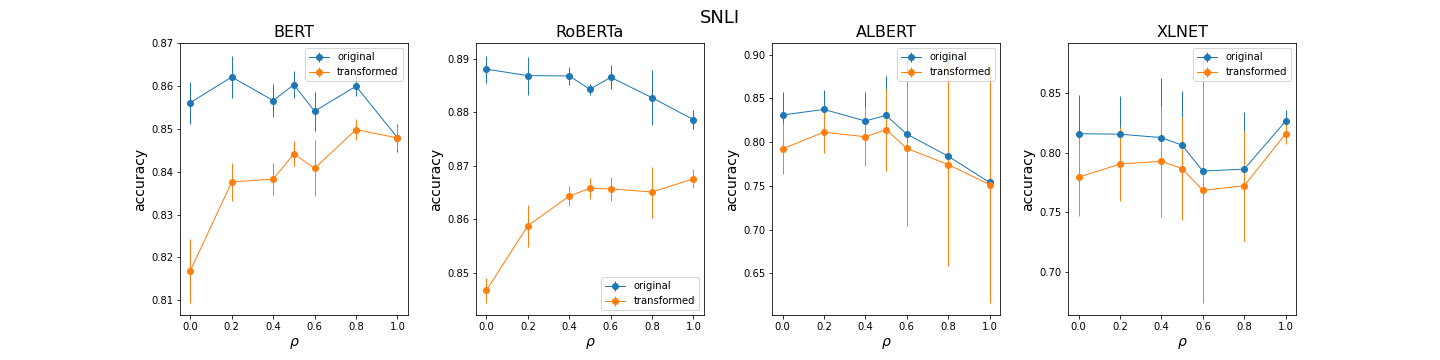 SNLI
BERT
accuracy
0.87
0.86
0.85
0.84
0.83
0.82
0.81
original
transformed
0.0 0.2 0.4 0.6 0.8 1.0
ρ
RoBERTa
accuracy
0.89
0.88
0.87
0.86
0.85
original
transformed
0.0 0.2 0.4 0.6 0.8 1.0
ρ
ALBERT
accuracy
0.90
0.85
0.80
0.75
0.70
0.65
original
transformed
0.0 0.2 0.4 0.6 0.8 1.0
ρ
XLNET
accuracy
0.85
0.80
0.75
0.70
original
transformed
0.0 0.2 0.4 0.6 0.8 1.0
ρ